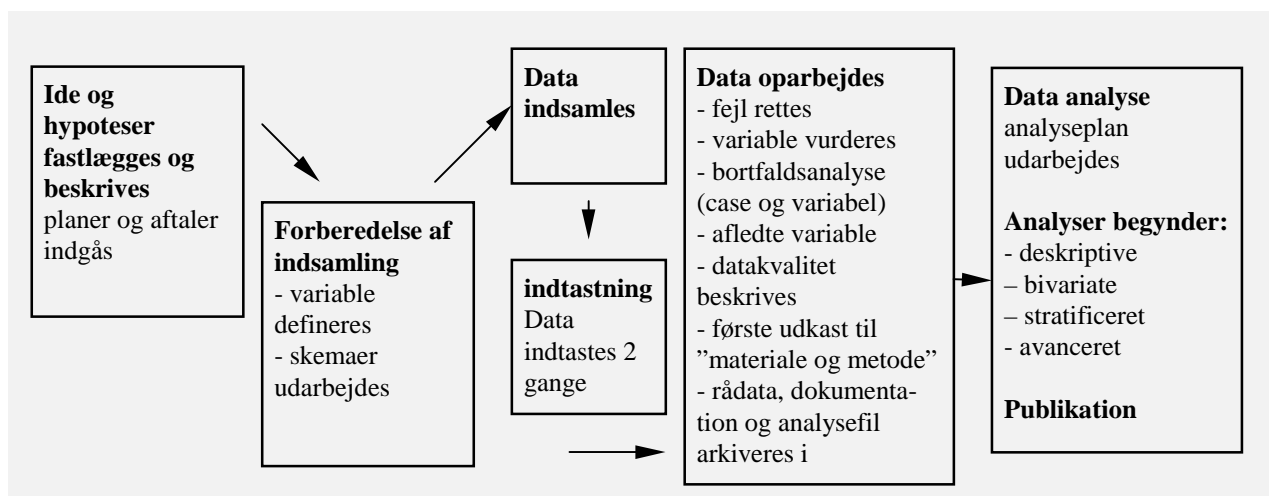 Ide og
hypoteser
fastlægges og
beskrives
planer og aftaler
indgås
Forberedelse af
indsamling
- variable
defineres
- skemaer
udarbejdes
Data
indsamles
indtastning
Data
indtastes 2
gange
Data oparbejdes
- fejl rettes
- variable vurderes
- bortfaldsanalyse
(case og variabel)
- afledte variable
- datakvalitet
beskrives
- første udkast til
”materiale og metode”
- rådata, dokumenta-
tion og analysefil
arkiveres i
Data analyse
analyseplan
udarbejdes
Analyser begynder:
- deskriptive
– bivariate
– stratificeret
- avanceret
Publikation